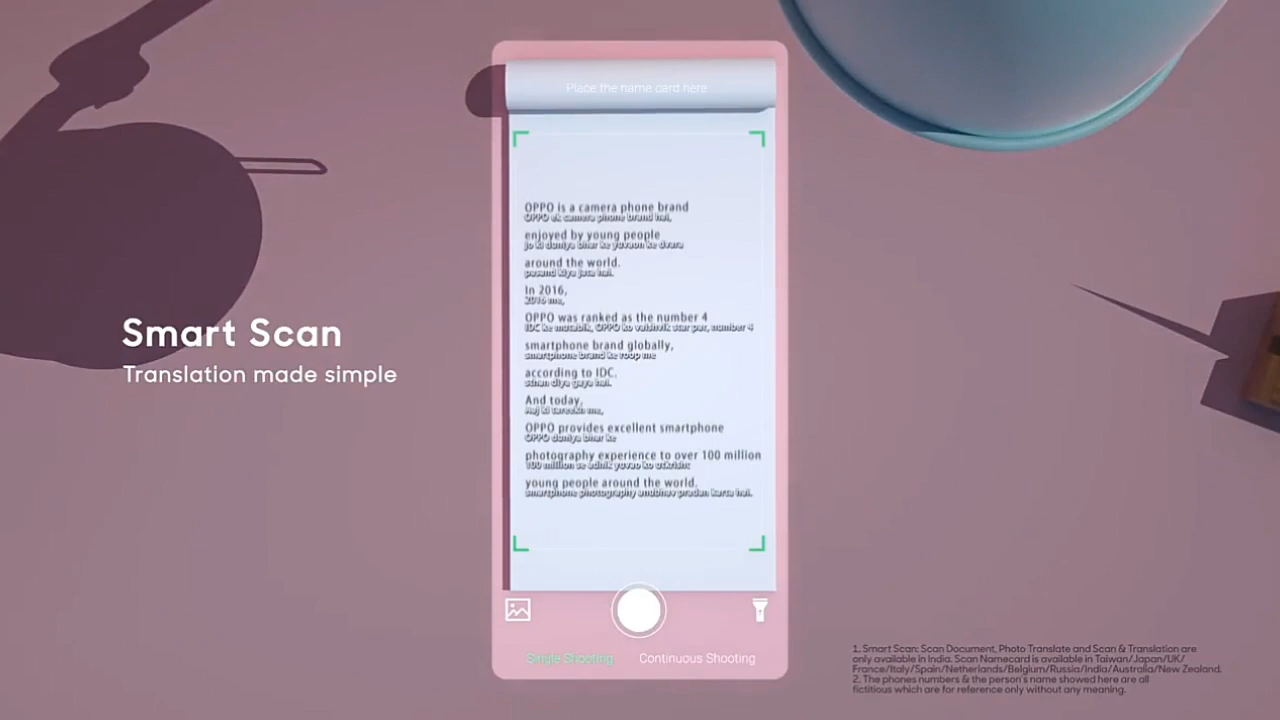 Place the name card here
OPPO is a camera phone brand
OPPO ek camera phone brand hai,
enjoyed by young people
jo ki duniya bhar ke yuvaon ke dvara
around the world.
pasand kiya jata hai.
In 2016,
2016 me,
OPPO was ranked as the number 4
IDC ke mutabik, OPPO ko vaishvik star par, number 4
smartphone brand globally,
smartphone brand ke roop me
according to IDC.
sthan diya gaya hai.
And today,
Aaj ki tareekh me,
OPPO provides excellent smartphone
OPPO duniya bhar ke
photography experience to over 100 million
100 million se adhik yuvao ko utkrisht
young people around the world.
smartphone photography anubhav pradan karta hai.
Smart Scan
Translation made simple
Single Shooting
Continuous Shooting
1. Smart Scan: Scan Document, Photo Translate and Scan & Translation are
only available in India. Scan Namecard is available in Taiwan/Japan/UK/
France/Italy/Spain/Netherlands/Belgium/Russia/India/Australia/New Zealand.
2. The phones numbers & the person's name showed here are all
fictitious which are for reference only without any meaning.